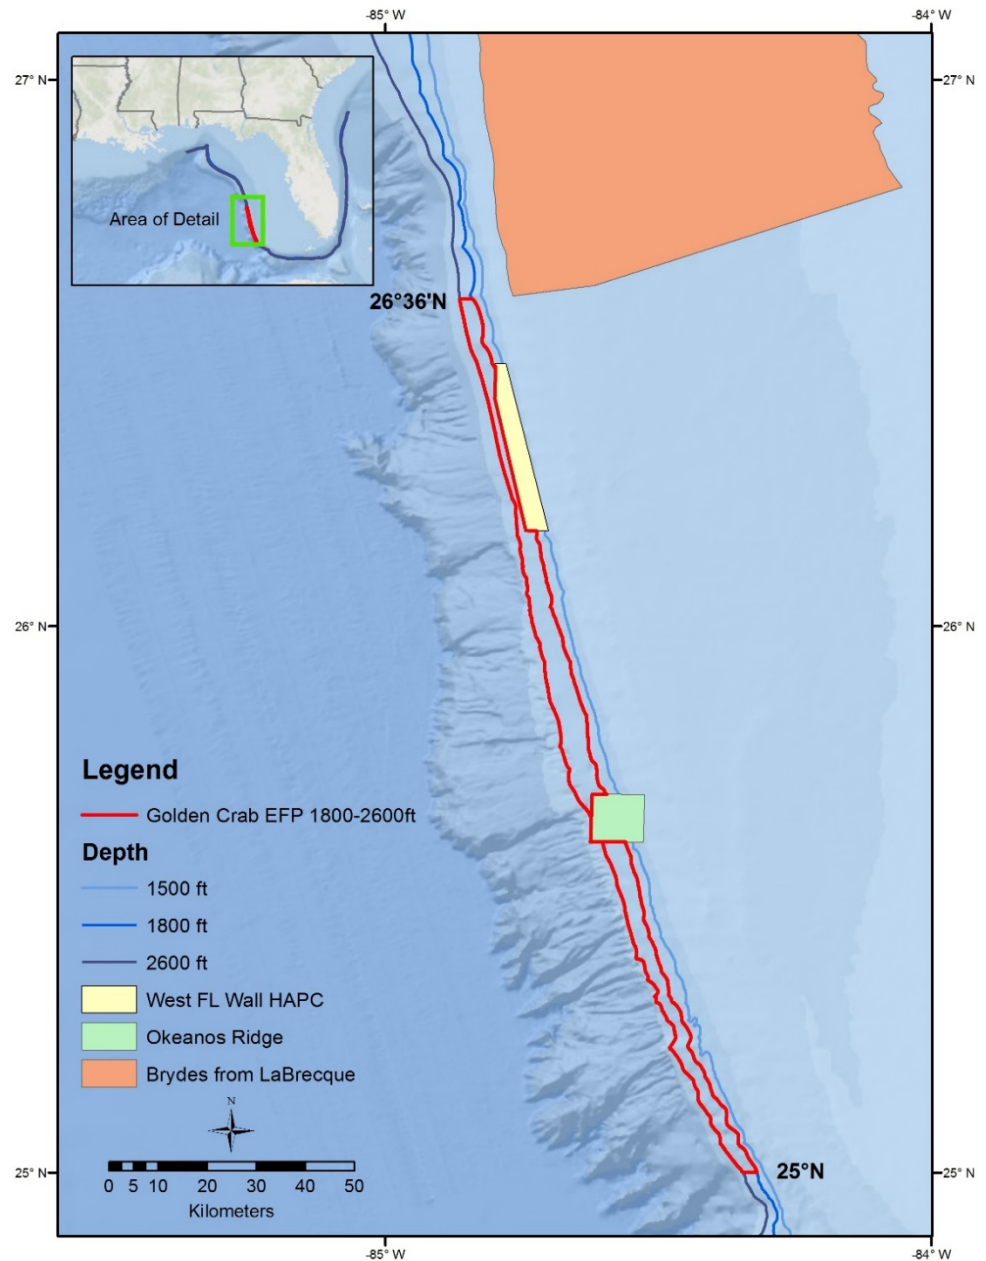 -85° W
-84° W
27° N
27° N
Area of Detail
26°36'N
26° N
26° N
Legend
Golden Crab EFP 1800-2600ft
Depth
1500 ft
1800 ft
2600 ft
West FL Wall HAPC
Okeanos Ridge
Brydes from LaBrecque
N
0 5 10 20 30 40 50
Kilometers
25° N
25°N
25° N
-85° W
-84° W